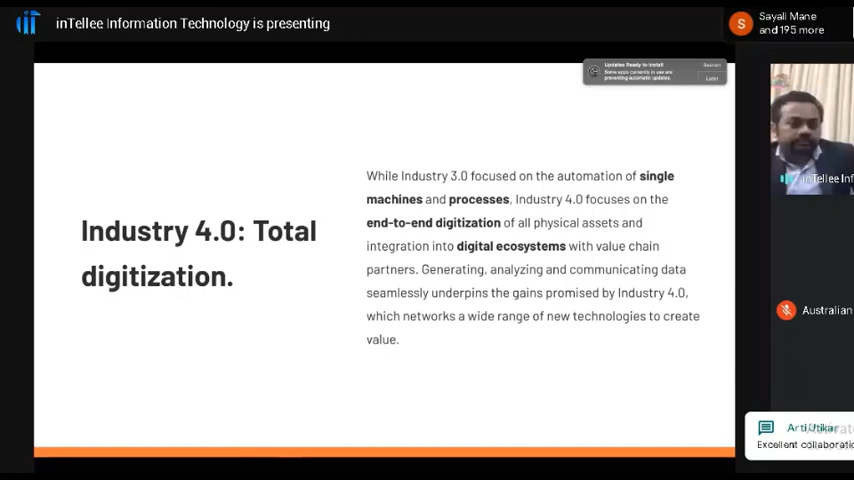 inTellee Information Technology is presenting
S
Sayali Mane
and 195 more
Updates Ready to Install
Some apps currently in use are
preventing automatic updates.
Restart
Later
While Industry 3.0 focused on the automation of single
machines and processes, Industry 4.0 focuses on the
end-to-end digitization of all physical assets and
integration into digital ecosystems with value chain
partners. Generating, analyzing and communicating data
seamlessly underpins the gains promised by Industry 4.0,
which networks a wide range of new technologies to create
value.
Industry 4.0: Total
digitization.
inTellee Inf
Australian
Arti Utikar
Excellent collaboratio